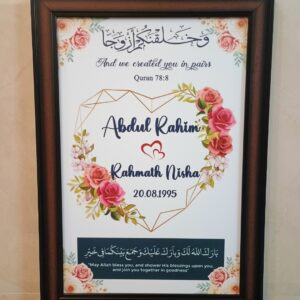 وَخَلَقْنَاكُمْ أَزْوَاجًا
And we created you in pairs
Quran 78:8
Abdul Rahim
Rahmath Nisha
20.08.1995
بَارَكَ اللهُ لَكَ وَبَارَكَ عَلَيْكَ وَجَمَعَ بَيْنَكُمَا فِي خَيْرٍ
"May Allah bless you, and shower His blessings upon you,
and join you together in goodness"